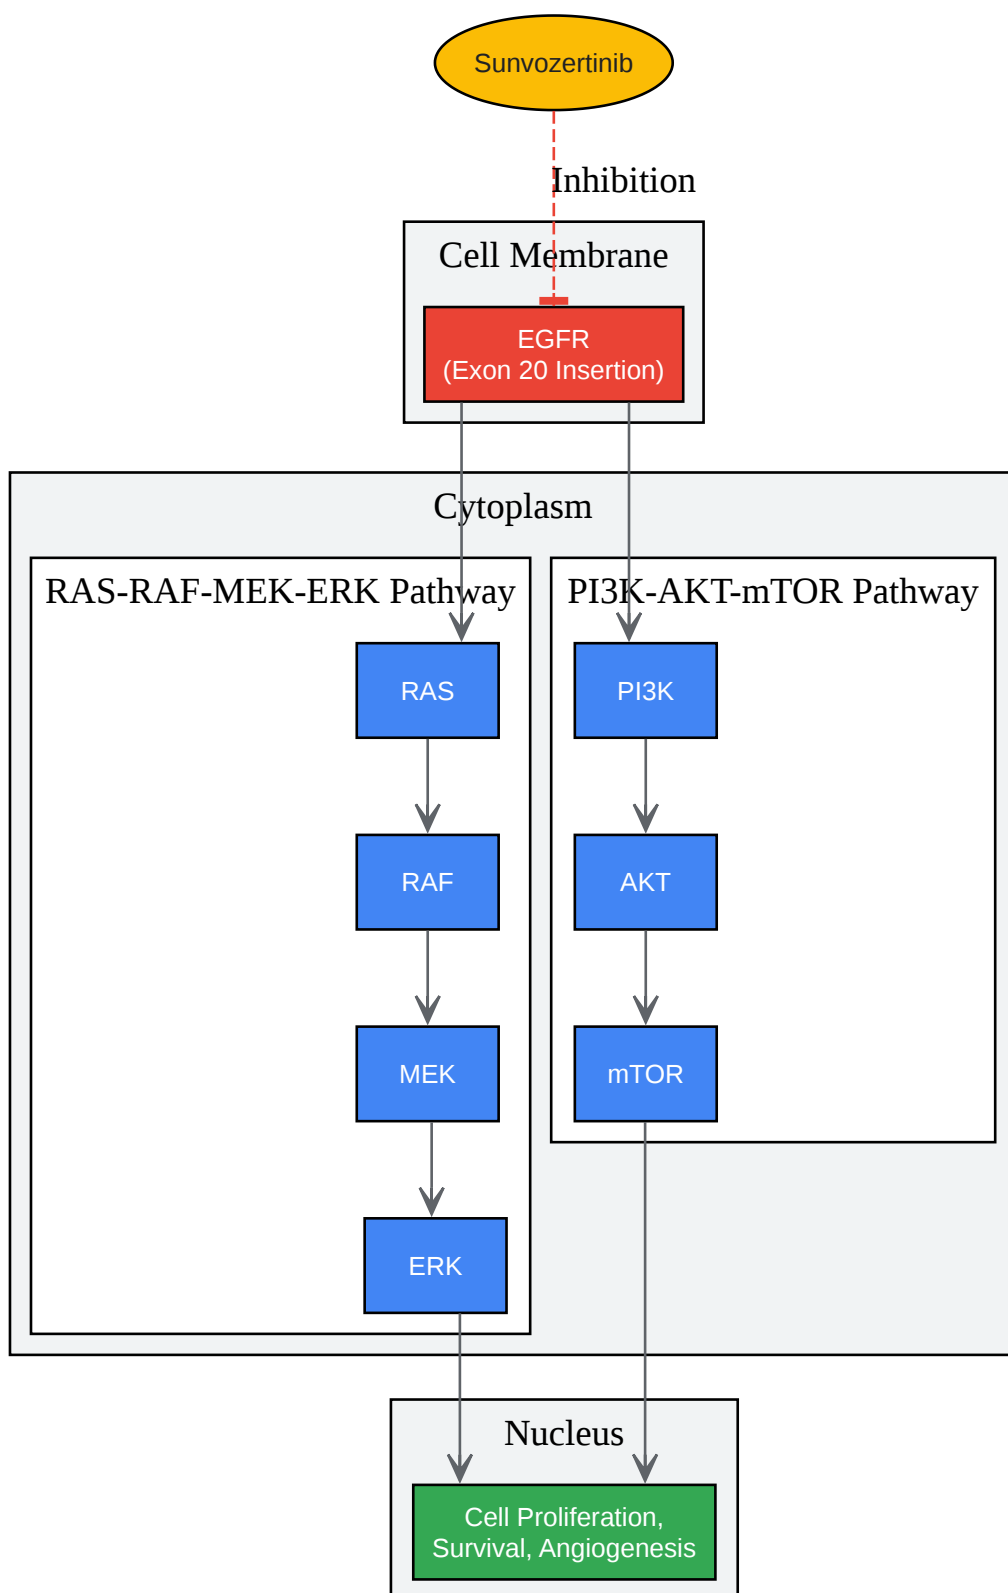 Sunvozertinib
Inhibition
Cell Membrane
EGFR
(Exon 20 Insertion)
Cytoplasm
RAS-RAF-MEK-ERK Pathway
PI3K-AKT-mTOR Pathway
RAS
PI3K
RAF
AKT
MEK
mTOR
ERK
Nucleus
Cell Proliferation,
Survival, Angiogenesis